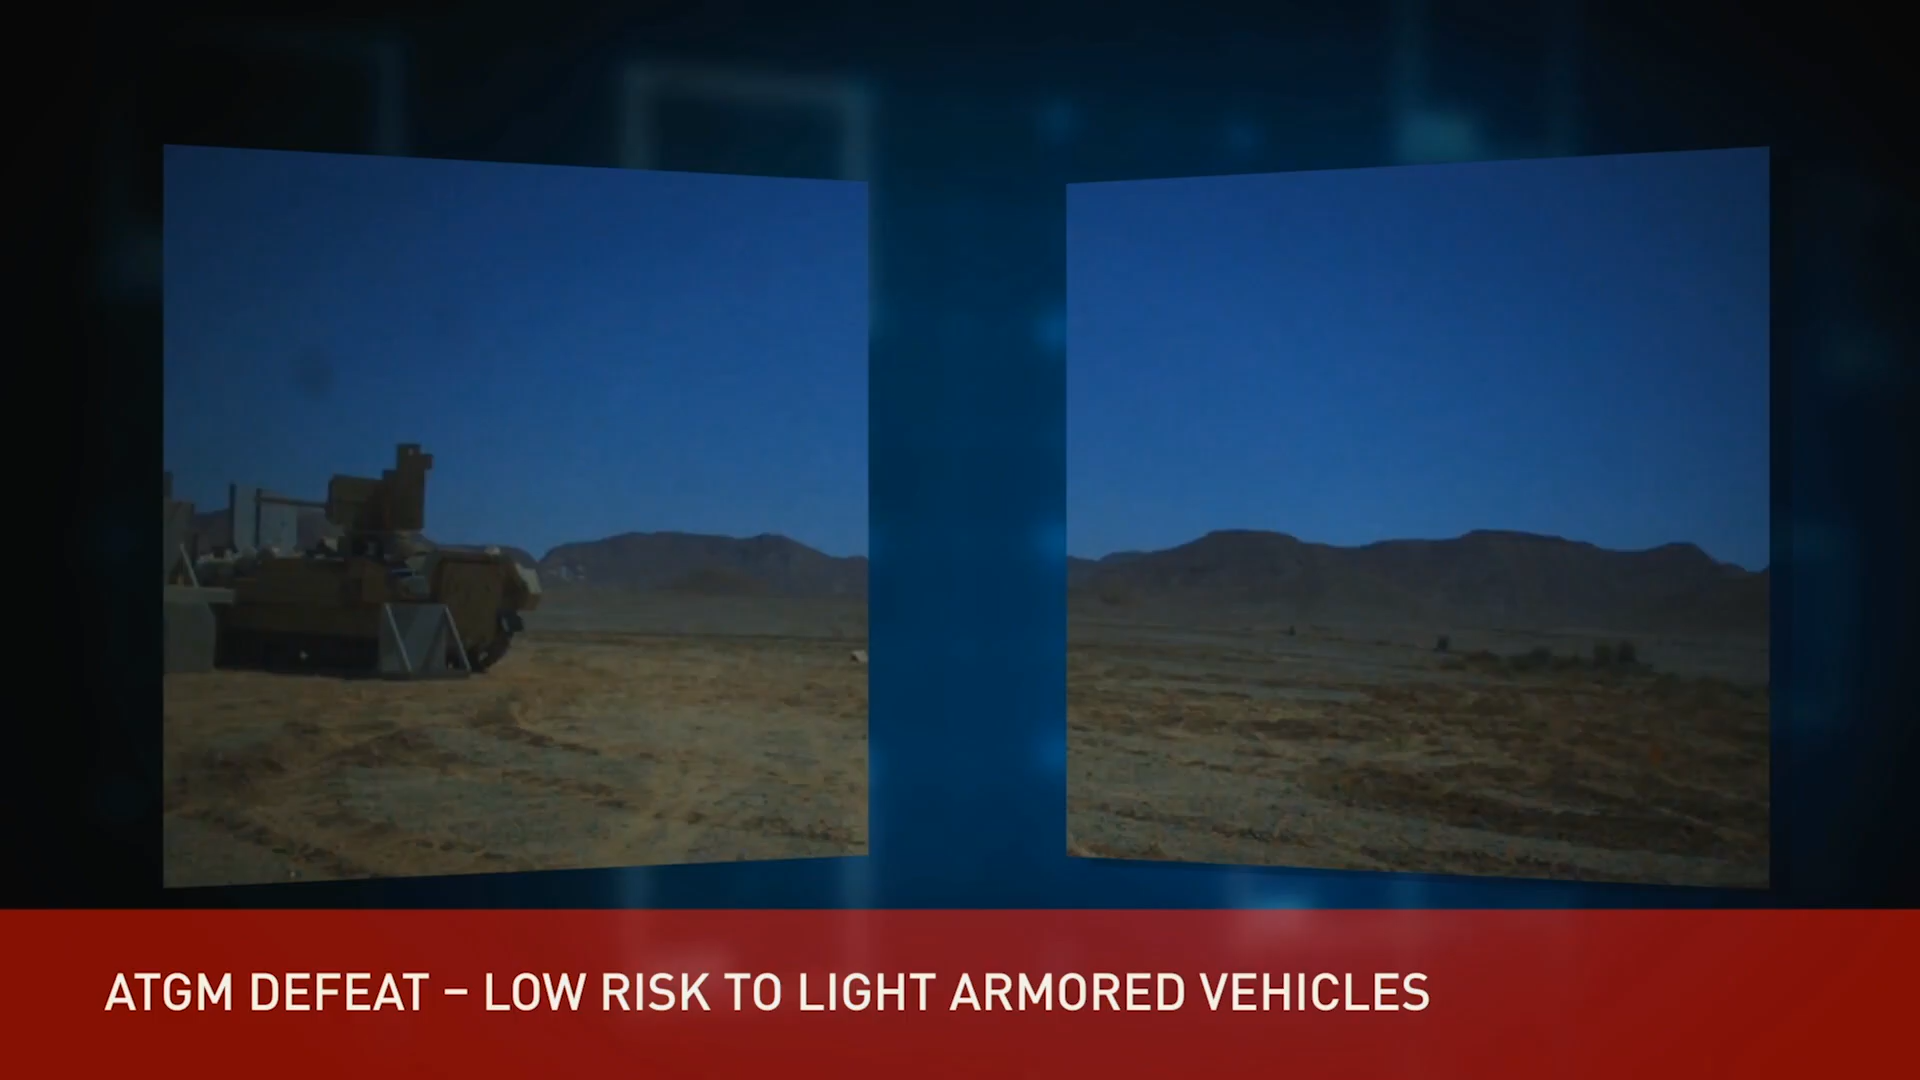 ATGM DEFEAT – LOW RISK TO LIGHT ARMORED VEHICLES